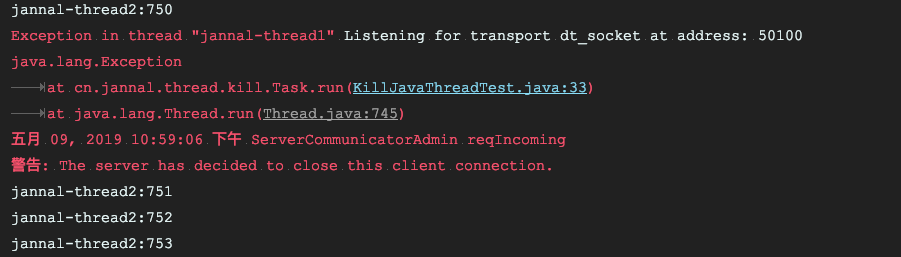 jannal-thread2:750
Exception in thread "jannal-thread1" Listening for transport dt_socket at address: 50100
java.lang.Exception
at cn.jannal.thread.kill.Task.run(KillJavaThreadTest.java:33)
at java.lang.Thread.run(Thread.java:745)
五月 09, 2019 10:59:06 下午 ServerCommunicatorAdmin reqIncoming
警告: The server has decided to close this client connection.
jannal-thread2:751
jannal-thread2:752
jannal-thread2:753